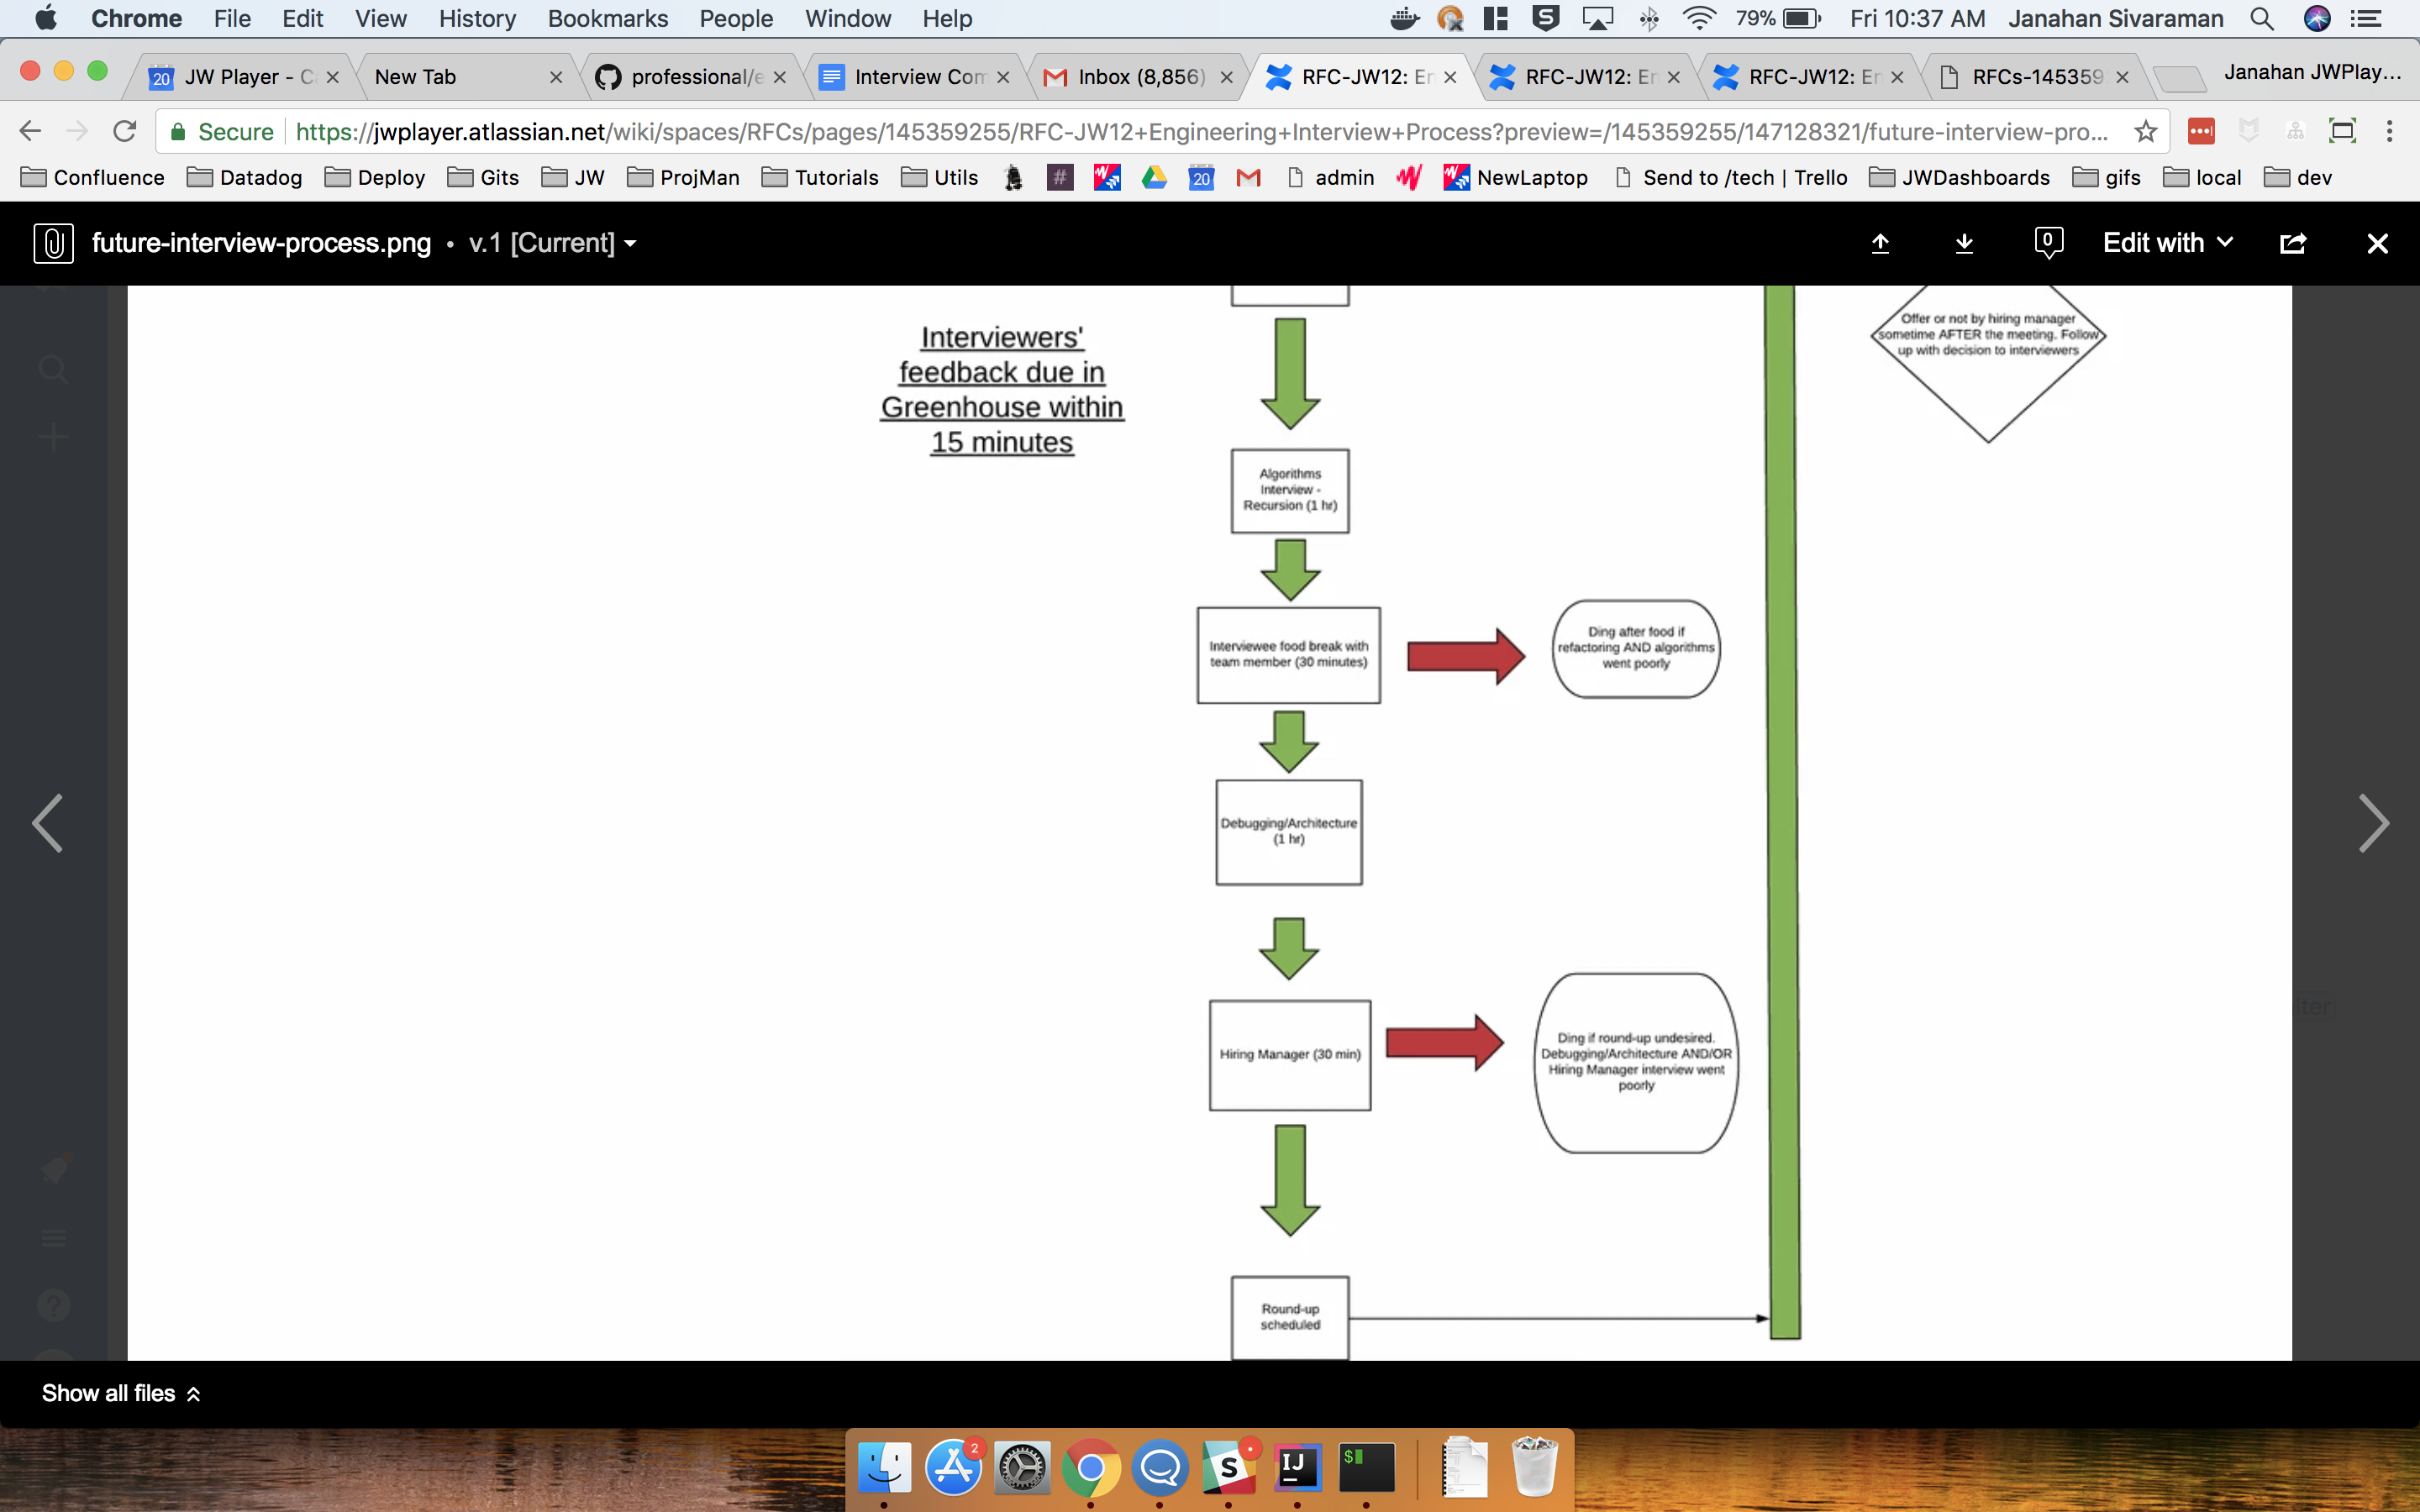 Chrome File Edit View History Bookmarks People Window Help 79% Fri 10:37 AM Janahan Sivaraman
20 JW Player - C New Tab professional/e Interview Com Inbox (8,856) RFC-JW12: En RFC-JW12: En RFC-JW12: En RFCs-145359 Janahan JWPlay...
Secure https://jwplayer.atlassian.net/wiki/spaces/RFCs/pages/145359255/RFC-JW12+Engineering+Interview+Process?preview=/145359255/147128321/future-interview-pro...
Confluence Datadog Deploy Gits JW ProjMan Tutorials Utils # 20 admin NewLaptop Send to /tech | Trello JWDashboards gifs local dev
future-interview-process.png • v.1 [Current] 0 Edit with
Interviewers'
feedback due in
Greenhouse within
15 minutes
Offer or not by hiring manager
sometime AFTER the meeting. Follow
up with decision to interviewers
Algorithms
Interview -
Recursion (1 hr)
Interviewee food break with
team member (30 minutes)
Ding after food if
refactoring AND algorithms
went poorly
Debugging/Architecture
(1 hr)
Hiring Manager (30 min)
Ding if round-up undesired.
Debugging/Architecture AND/OR
Hiring Manager interview went
poorly
Round-up
scheduled
Show all files
2 S IJ $